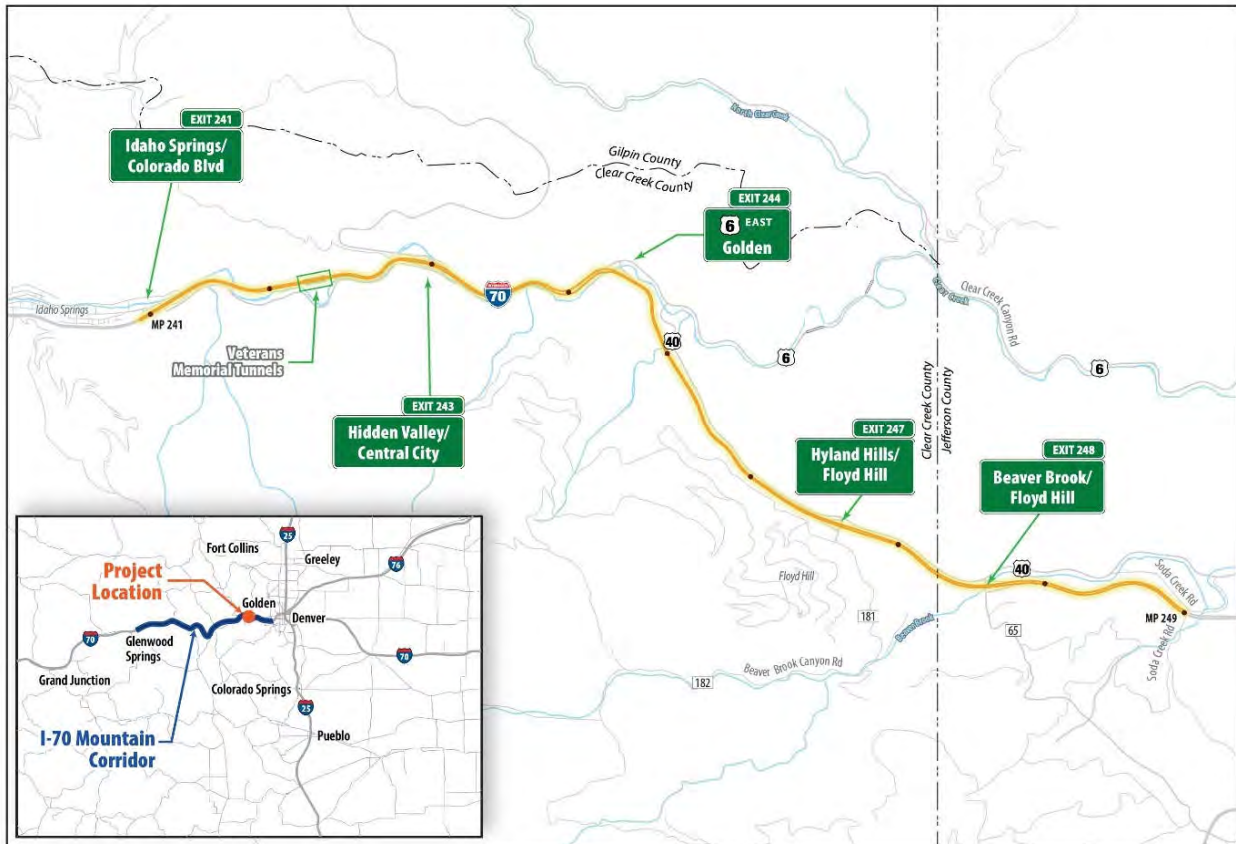 North Clear Creek
EXIT 241
Idaho Springs/
Colorado Blvd
Gilpin County
Clear Creek County
EXIT 244
6 EAST
Golden
Clear Creek
Clear Creek
Canyon Rd
Idaho Springs
MP 241
70
40
6
6
Veterans
Memorial Tunnels
EXIT 243
Hidden Valley/
Central City
Clear Creek County
Jefferson County
EXIT 247
Hyland Hills/
Floyd Hill
EXIT 248
Beaver Brook/
Floyd Hill
40
Soda Creek Rd
MP 249
Soda Creek Rd
Floyd Hill
181
65
Beaver Brook
Beaver Brook Canyon Rd
182
25
Fort Collins
Greeley
76
Project
Location
Golden
Denver
70
Glenwood
Springs
70
Grand Junction
Colorado Springs
25
Pueblo
I-70 Mountain
Corridor